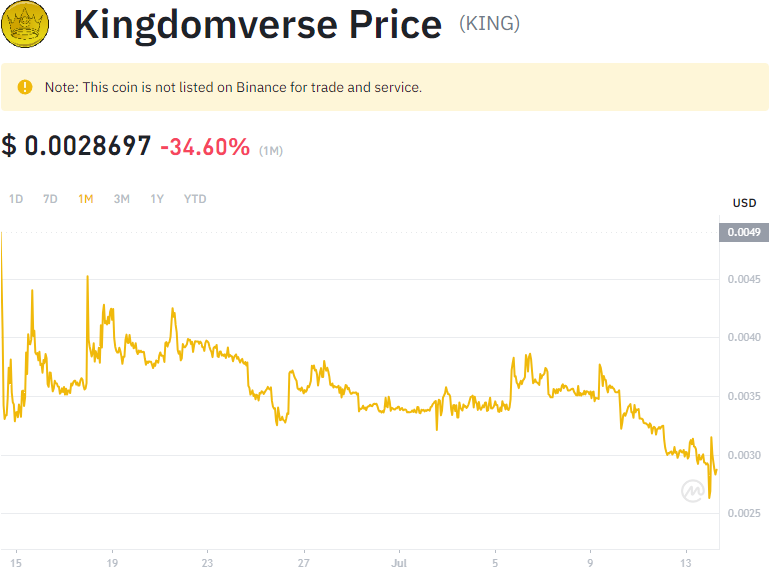 Kingdomverse Price (KING)
Note: This coin is not listed on Binance for trade and service.
$ 0.0028697 -34.60% (1M)
1D 7D 1M 3M 1Y YTD
USD
0.0049
0.0045
0.0040
0.0035
0.0030
0.0025
15 19 23 27 Jul 5 9 13